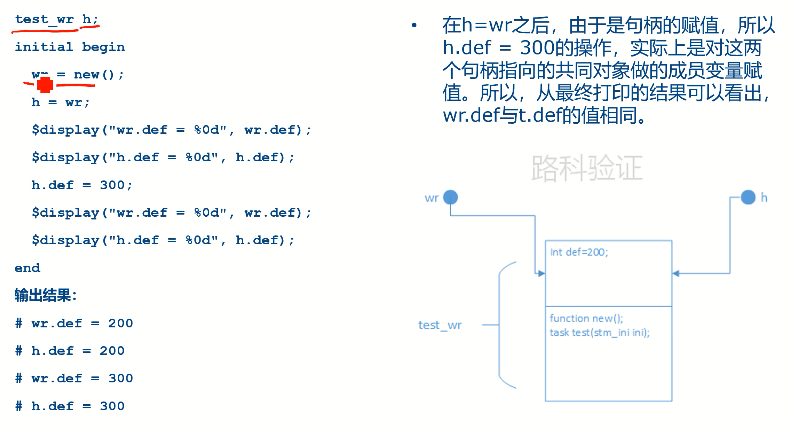 test_wr h;
initial begin
wr = new();
h = wr;
$display("wr.def = %0d", wr.def);
$display("h.def = %0d", h.def);
h.def = 300;
$display("wr.def = %0d", wr.def);
$display("h.def = %0d", h.def);
end
输出结果：
# wr.def = 200
# h.def = 200
# wr.def = 300
# h.def = 300
• 在h=wr之后，由于是句柄的赋值，所以
h.def = 300的操作，实际上是对这两
个句柄指向的共同对象做的成员变量赋
值。所以，从最终打印的结果可以看出，
wr.def与t.def的值相同。
路科验证
wr
h
Int def=200;
test_wr
function new();
task test(stm_ini ini);